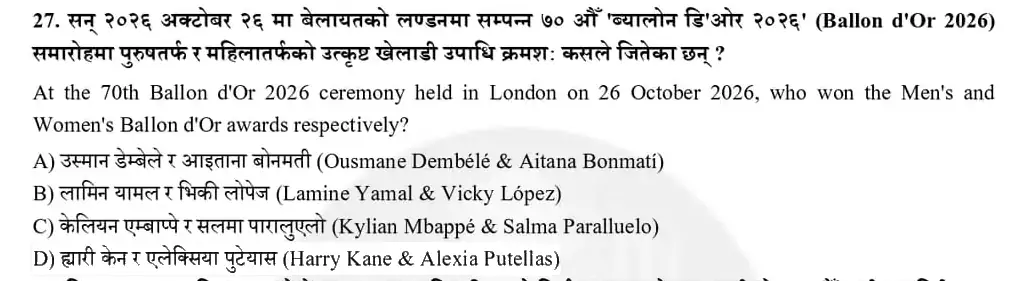 27. सन् २०२६ अक्टोबर २६ मा बेलायतको लण्डनमा सम्पन्न ७० औँ 'ब्यालोन डि'ओर २०२६' (Ballon d'Or 2026)
समारोहमा पुरुषतर्फ र महिलातर्फको उत्कृष्ट खेलाडी उपाधि क्रमश: कसले जितेका छन् ?
At the 70th Ballon d'Or 2026 ceremony held in London on 26 October 2026, who won the Men's and
Women's Ballon d'Or awards respectively?
A) उस्मान डेम्बेले र आइताना बोनमती (Ousmane Dembélé & Aitana Bonmatí)
B) लामिन यामल र भिकी लोपेज (Lamine Yamal & Vicky López)
C) केलियन एम्बाप्पे र सलमा पारालुएलो (Kylian Mbappé & Salma Paralluelo)
D) ह्यारी केन र एलेक्सिया पुटेयास (Harry Kane & Alexia Putellas)